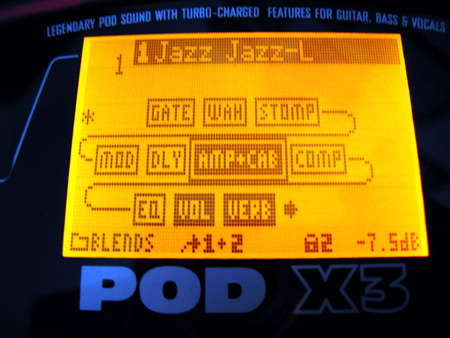 LEGENDARY POD SOUND WITH TURBO-CHARGED FEATURES FOR GUITAR, BASS & VOCALS
1 Jazz Jazz-L
1
* GATE WAH STOMP
MOD DLY AMP+CAB COMP
EQ VOL VERB
BLENDS 1+2 2 -7.5dB
POD X3